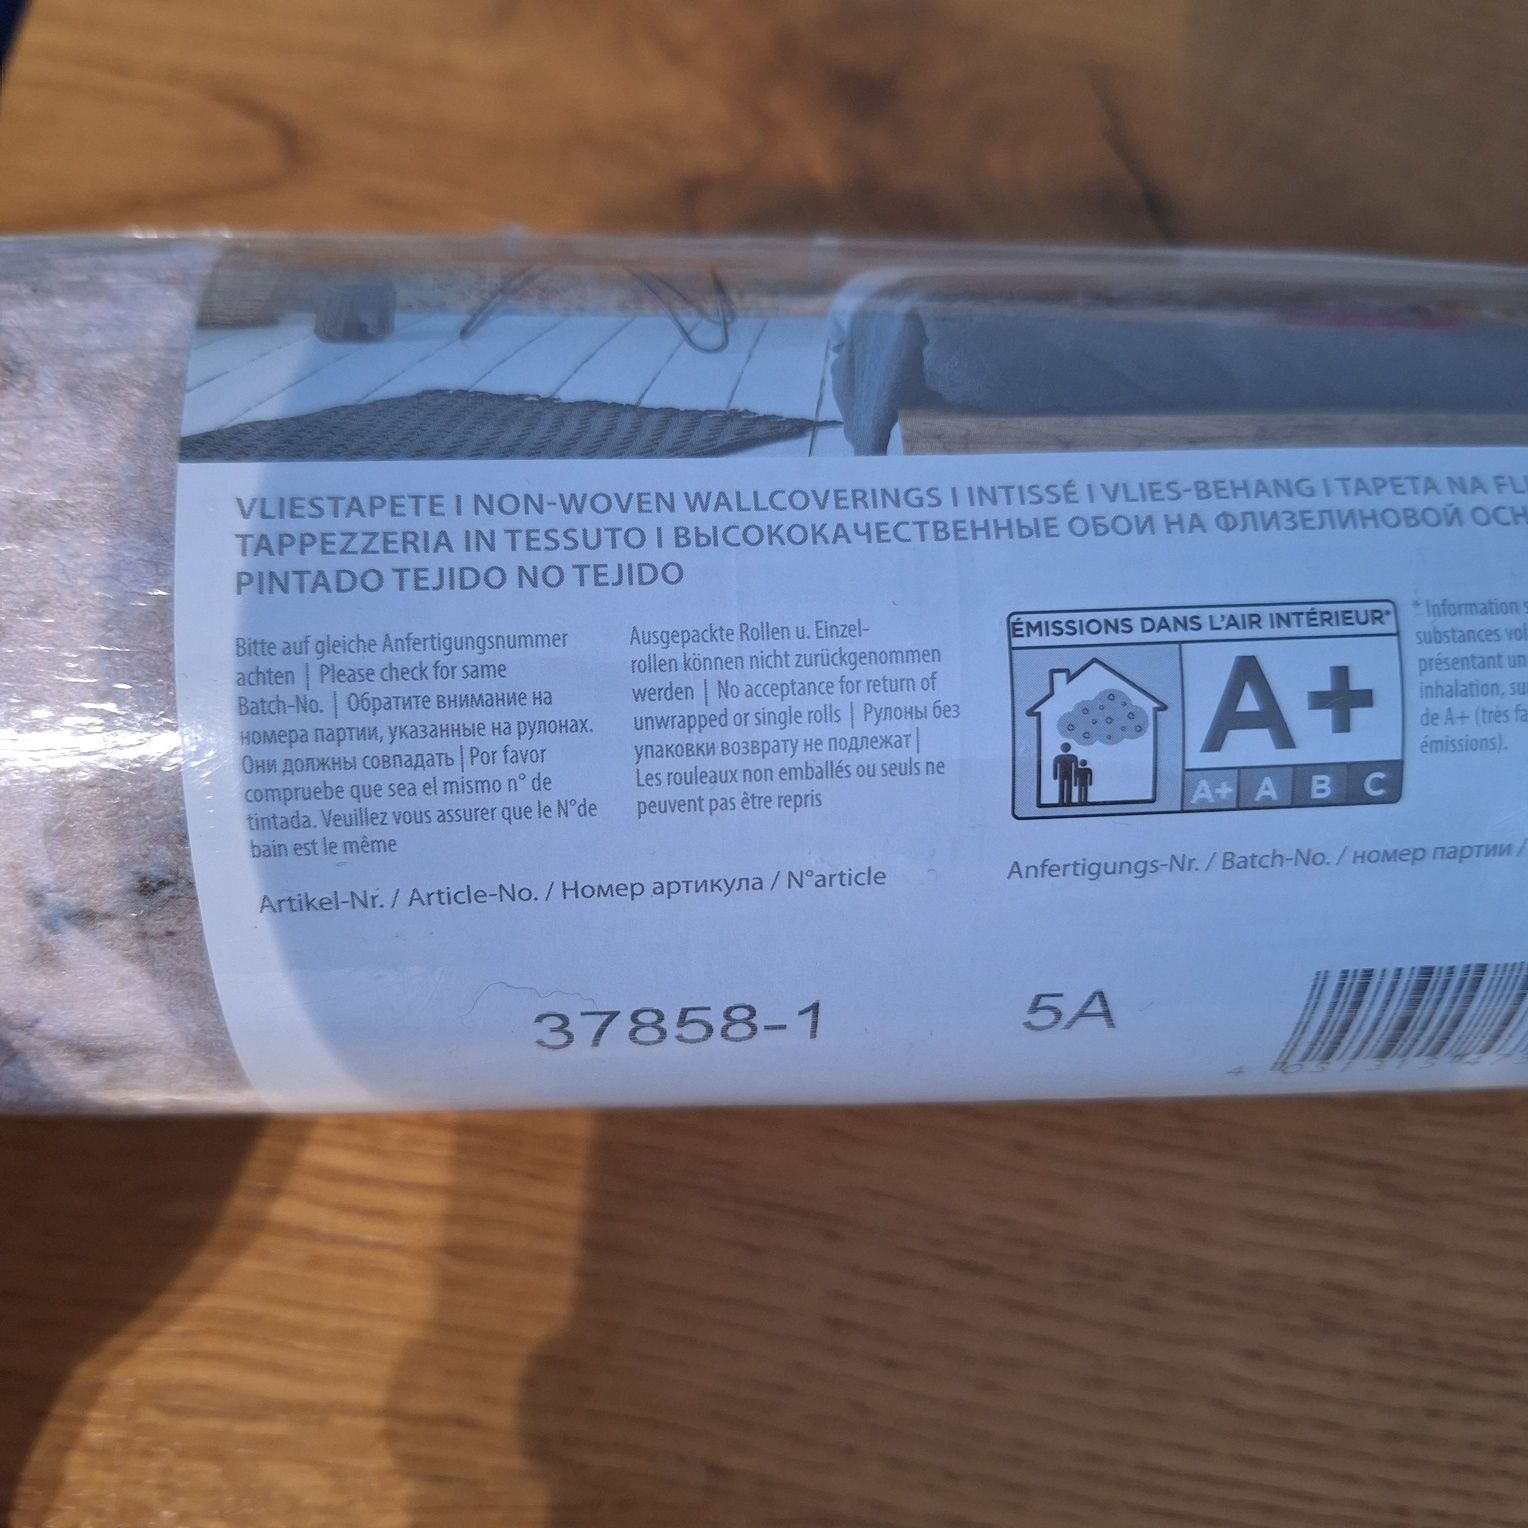 VLIESTAPETE I NON-WOVEN WALLCOVERINGS I INTISSÉ I VLIES-BEHANG I TAPETA NA
TAPPEZZERIA IN TESSUTO I ВЫСОКОКАЧЕСТВЕННЫЕ ОБОИ НА ФЛИЗЕЛИНОВОЙ
PINTADO TEJIDO NO TEJIDO
Bitte auf gleiche Anfertigungsnummer
achten | Please check for same
Batch-No. | Обратите внимание на
номера партии, указанные на рулонах.
Они должны совпадать | Por favor
compruebe que sea el mismo n° de
tintada. Veuillez vous assurer que le N°de
bain est le même
Ausgepackte Rollen u. Einzel-
rollen können nicht zurückgenommen
werden | No acceptance for return of
unwrapped or single rolls | Рулоны без
упаковки возврату не подлежат |
Les rouleaux non emballés ou seuls ne
peuvent pas être repris
ÉMISSIONS DANS L'AIR INTÉRIEUR*
A+
A+ A B C
* Information
substances
présentant un
inhalation,
de A+ (très
émissions).
Artikel-Nr. / Article-No. / Номер артикула / N°article
Anfertigungs-Nr. / Batch-No. / номер партии /
37858-1
5A